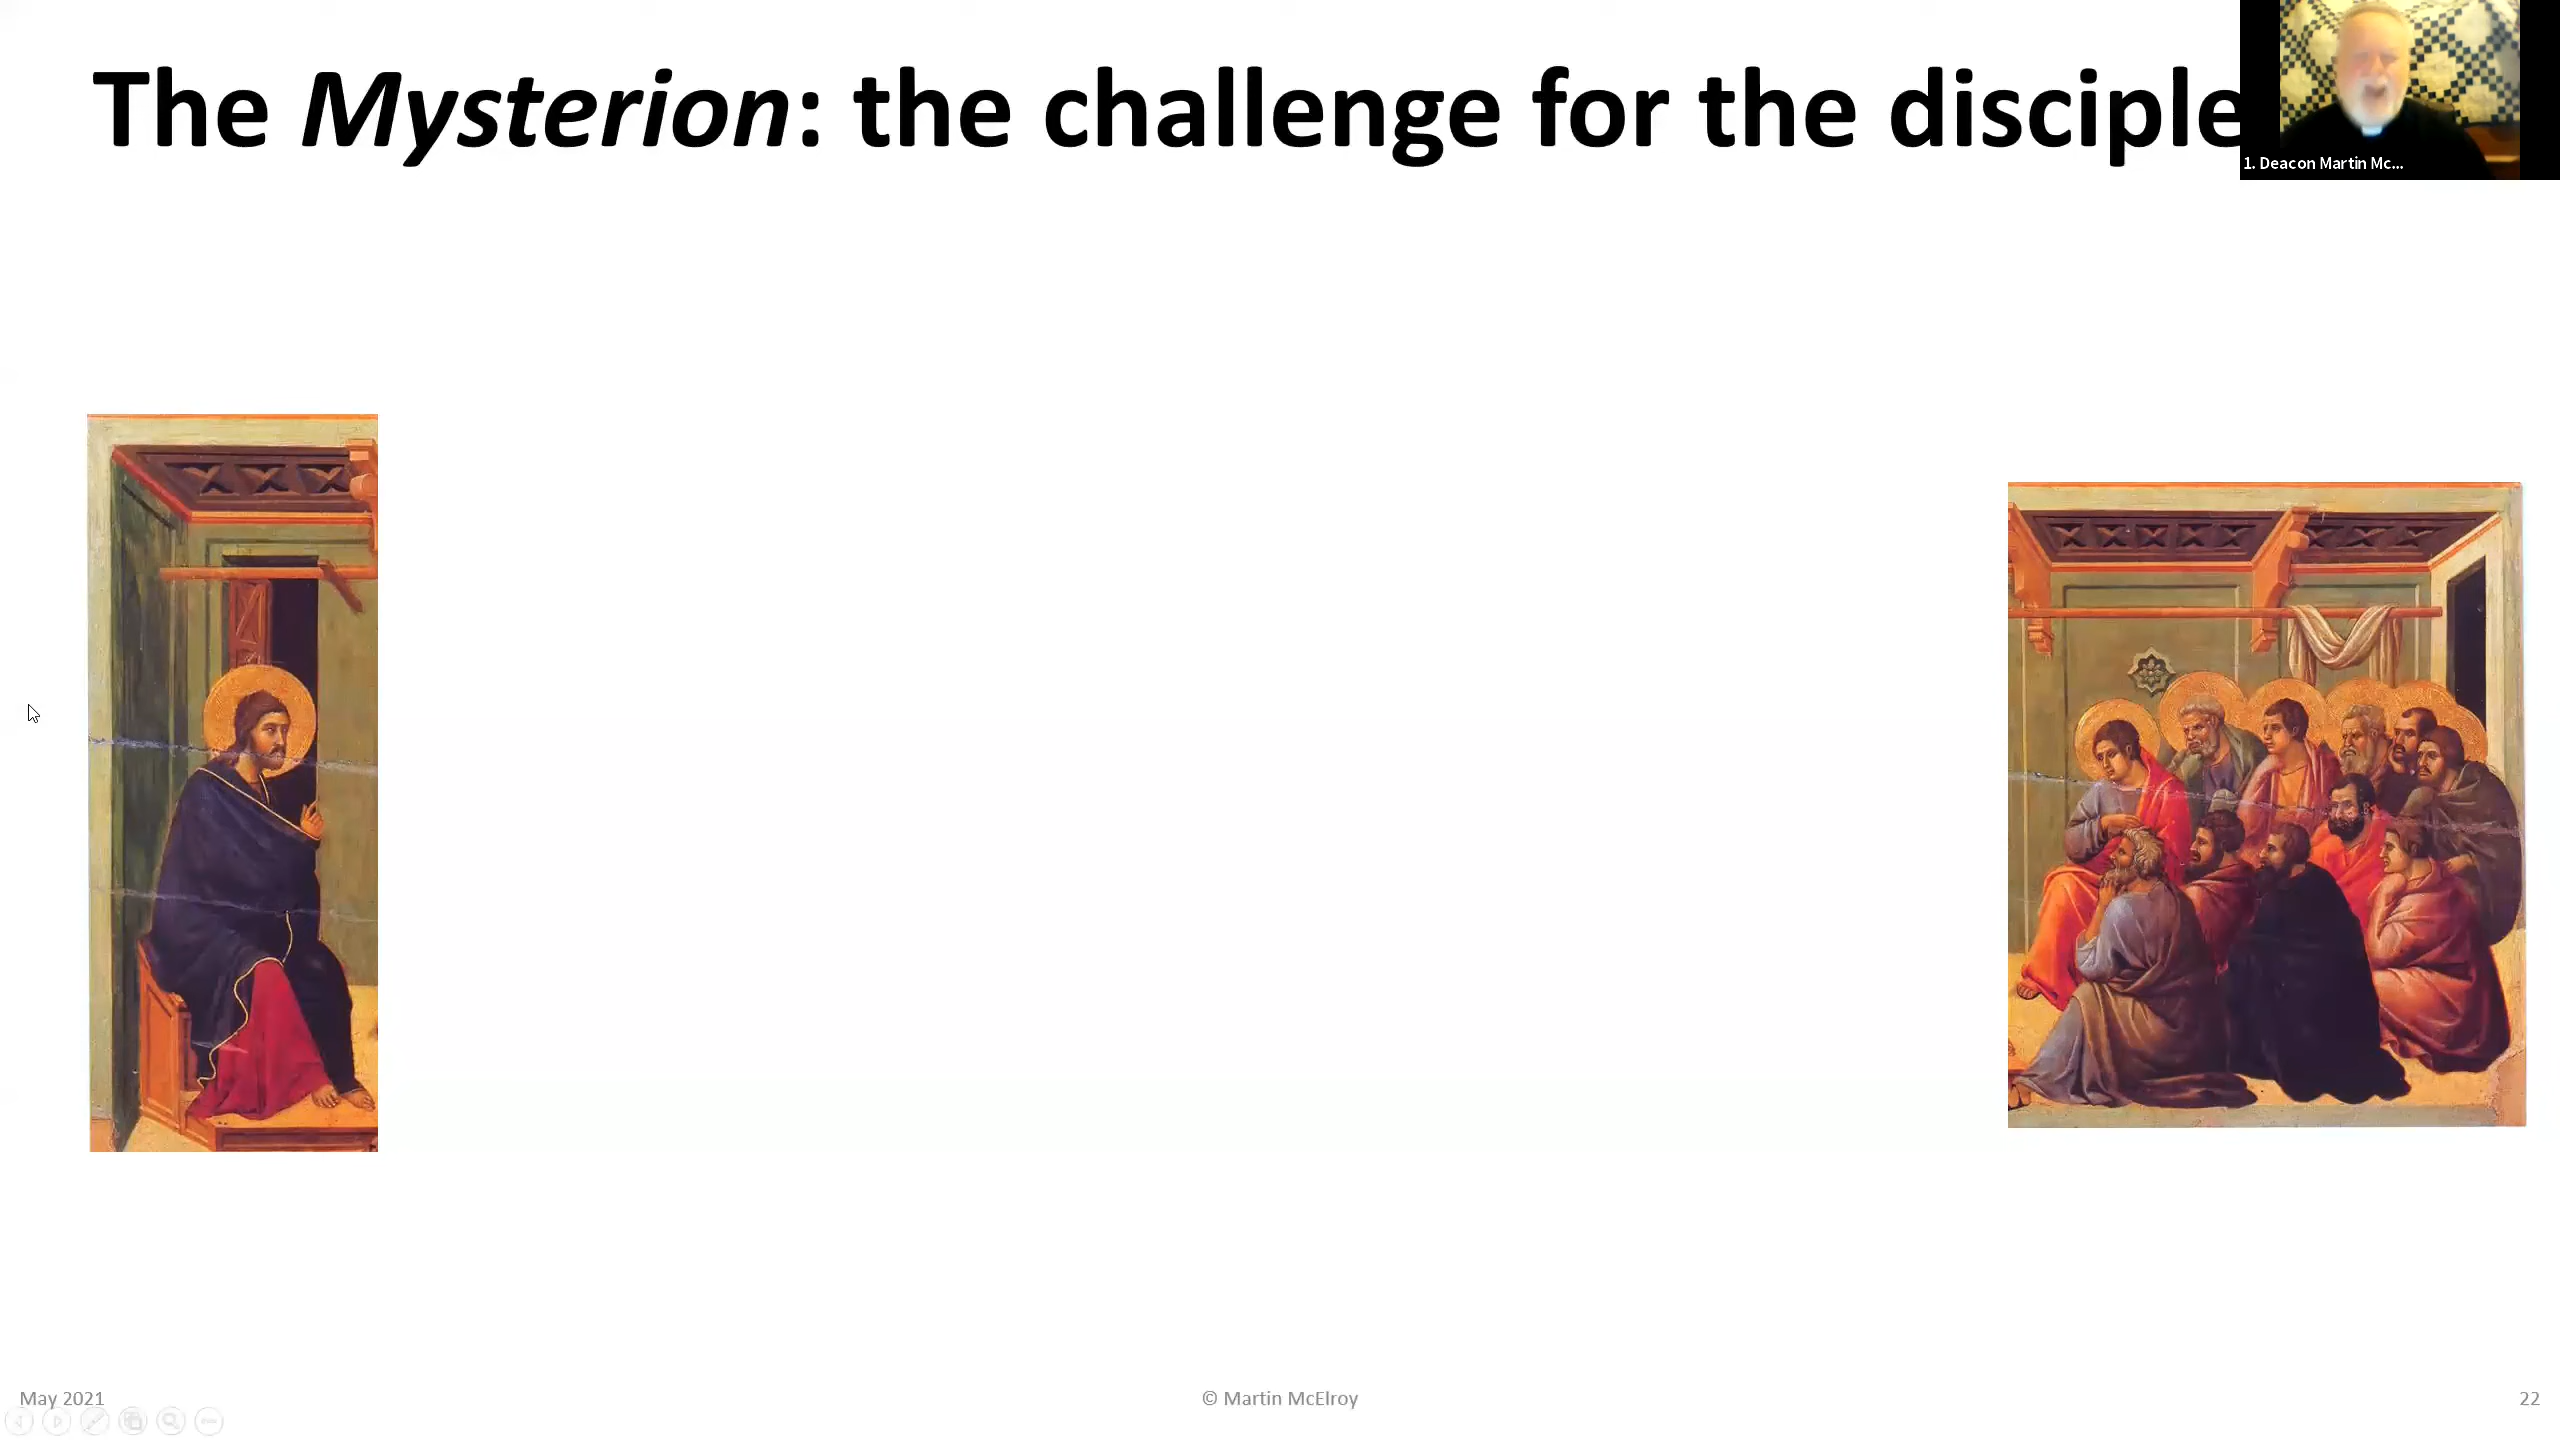 The Mysterion: the challenge for the disciple
1. Deacon Martin Mc...
May 2021
© Martin McElroy
22